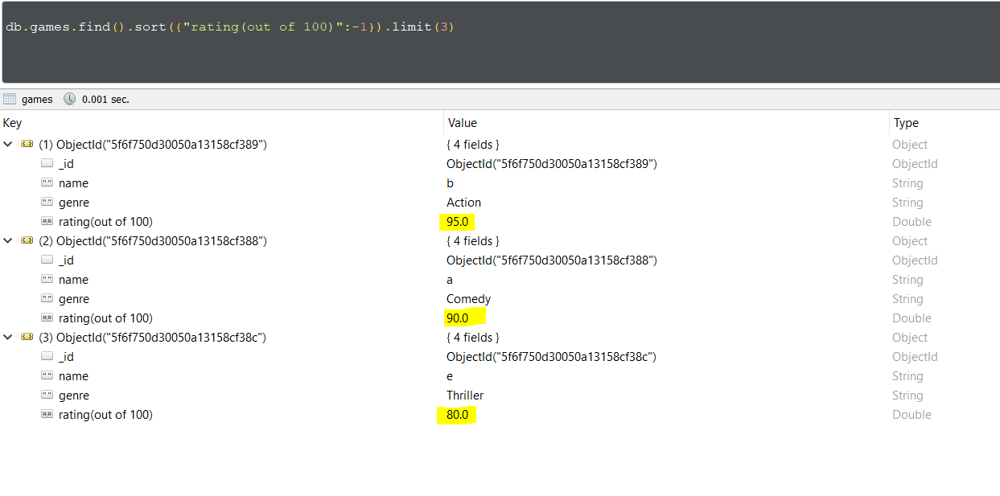 db.games.find().sort({"rating(out of 100)":-1}).limit(3)
games 0.001 sec.
Key Value Type
(1) ObjectId("5f6f750d30050a13158cf389") { 4 fields } Object
_id ObjectId("5f6f750d30050a13158cf389") ObjectId
name b String
genre Action String
rating(out of 100) 95.0 Double
(2) ObjectId("5f6f750d30050a13158cf388") { 4 fields } Object
_id ObjectId("5f6f750d30050a13158cf388") ObjectId
name a String
genre Comedy String
rating(out of 100) 90.0 Double
(3) ObjectId("5f6f750d30050a13158cf38c") { 4 fields } Object
_id ObjectId("5f6f750d30050a13158cf38c") ObjectId
name e String
genre Thriller String
rating(out of 100) 80.0 Double